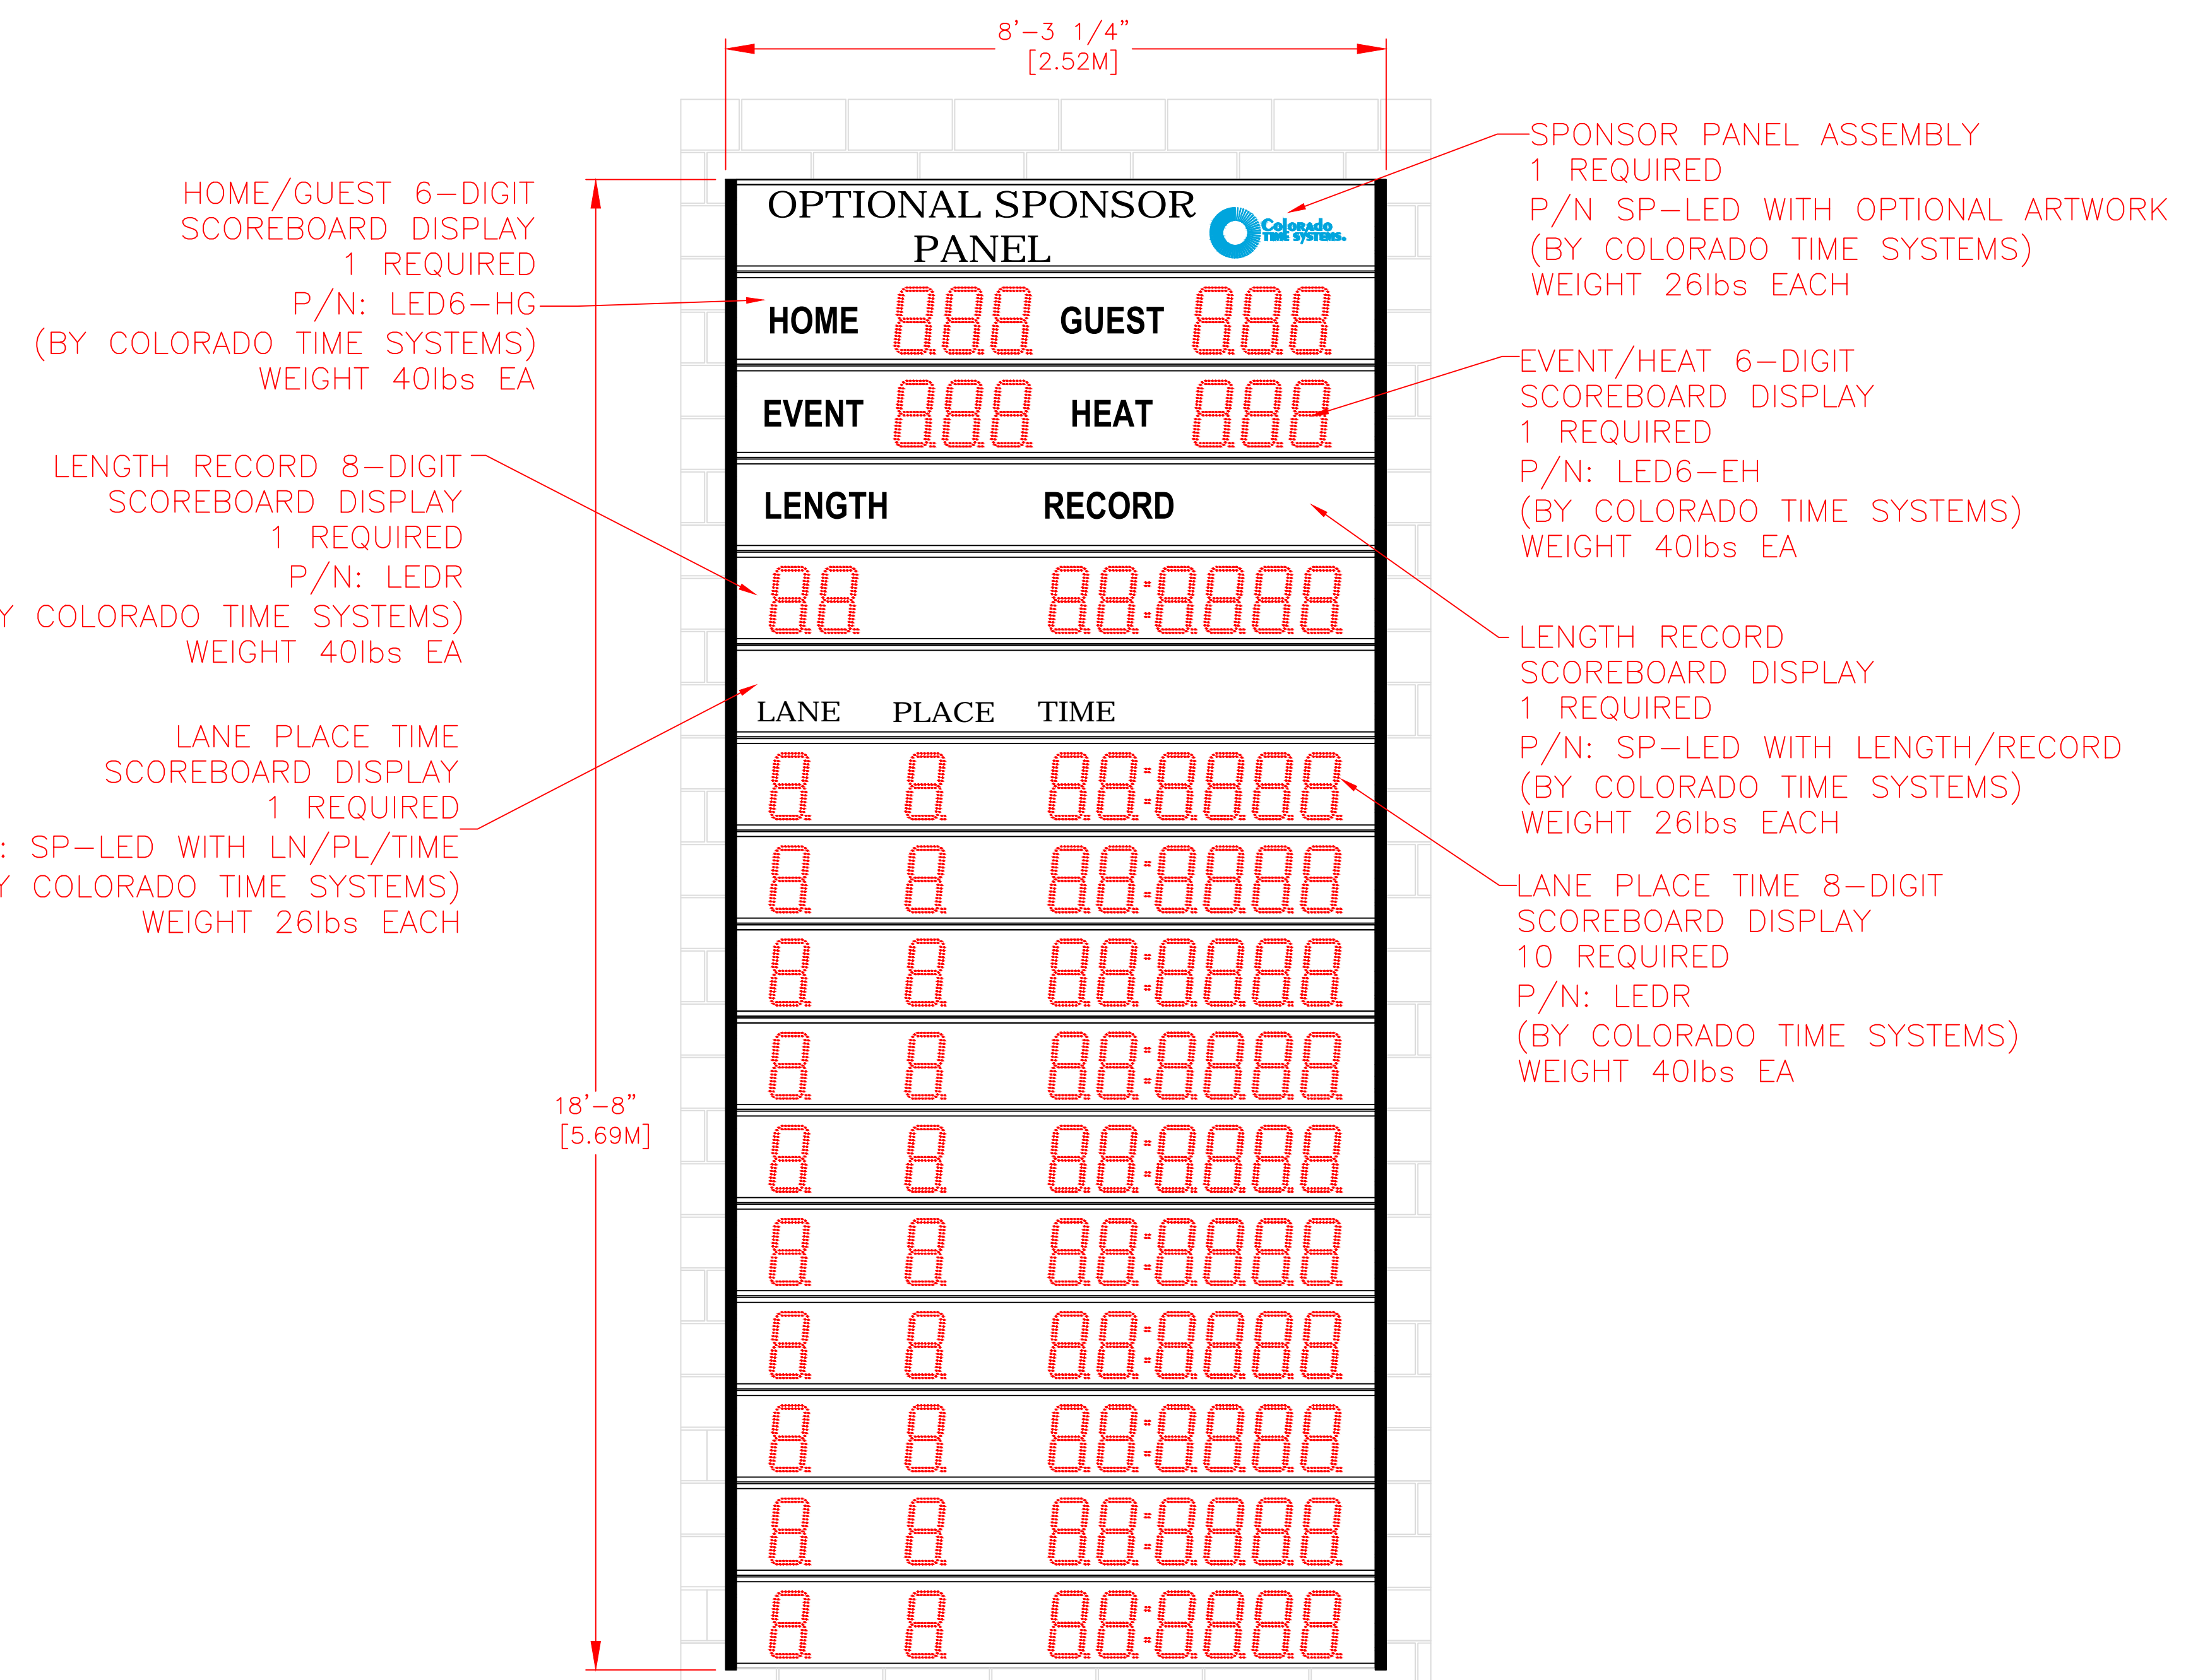 8'-3 1/4"
[2.52M]
HOME/GUEST 6-DIGIT
SCOREBOARD DISPLAY
1 REQUIRED
P/N: LED6-HG
(BY COLORADO TIME SYSTEMS)
WEIGHT 40lbs EA
LENGTH RECORD 8-DIGIT
SCOREBOARD DISPLAY
1 REQUIRED
P/N: LEDR
Y COLORADO TIME SYSTEMS)
WEIGHT 40lbs EA
LANE PLACE TIME
SCOREBOARD DISPLAY
1 REQUIRED
: SP-LED WITH LN/PL/TIME
Y COLORADO TIME SYSTEMS)
WEIGHT 26lbs EACH
18'-8"
[5.69M]
OPTIONAL SPONSOR
PANEL
Colorado
TIME SYSTEMS.
HOME 888 GUEST 888
EVENT 888 HEAT 888
LENGTH RECORD
88 88:8888
LANE PLACE TIME
8 8 88:8888
8 8 88:8888
8 8 88:8888
8 8 88:8888
8 8 88:8888
8 8 88:8888
8 8 88:8888
8 8 88:8888
8 8 88:8888
8 8 88:8888
SPONSOR PANEL ASSEMBLY
1 REQUIRED
P/N SP-LED WITH OPTIONAL ARTWORK
(BY COLORADO TIME SYSTEMS)
WEIGHT 26lbs EACH
EVENT/HEAT 6-DIGIT
SCOREBOARD DISPLAY
1 REQUIRED
P/N: LED6-EH
(BY COLORADO TIME SYSTEMS)
WEIGHT 40lbs EA
LENGTH RECORD
SCOREBOARD DISPLAY
1 REQUIRED
P/N: SP-LED WITH LENGTH/RECORD
(BY COLORADO TIME SYSTEMS)
WEIGHT 26lbs EACH
LANE PLACE TIME 8-DIGIT
SCOREBOARD DISPLAY
10 REQUIRED
P/N: LEDR
(BY COLORADO TIME SYSTEMS)
WEIGHT 40lbs EA